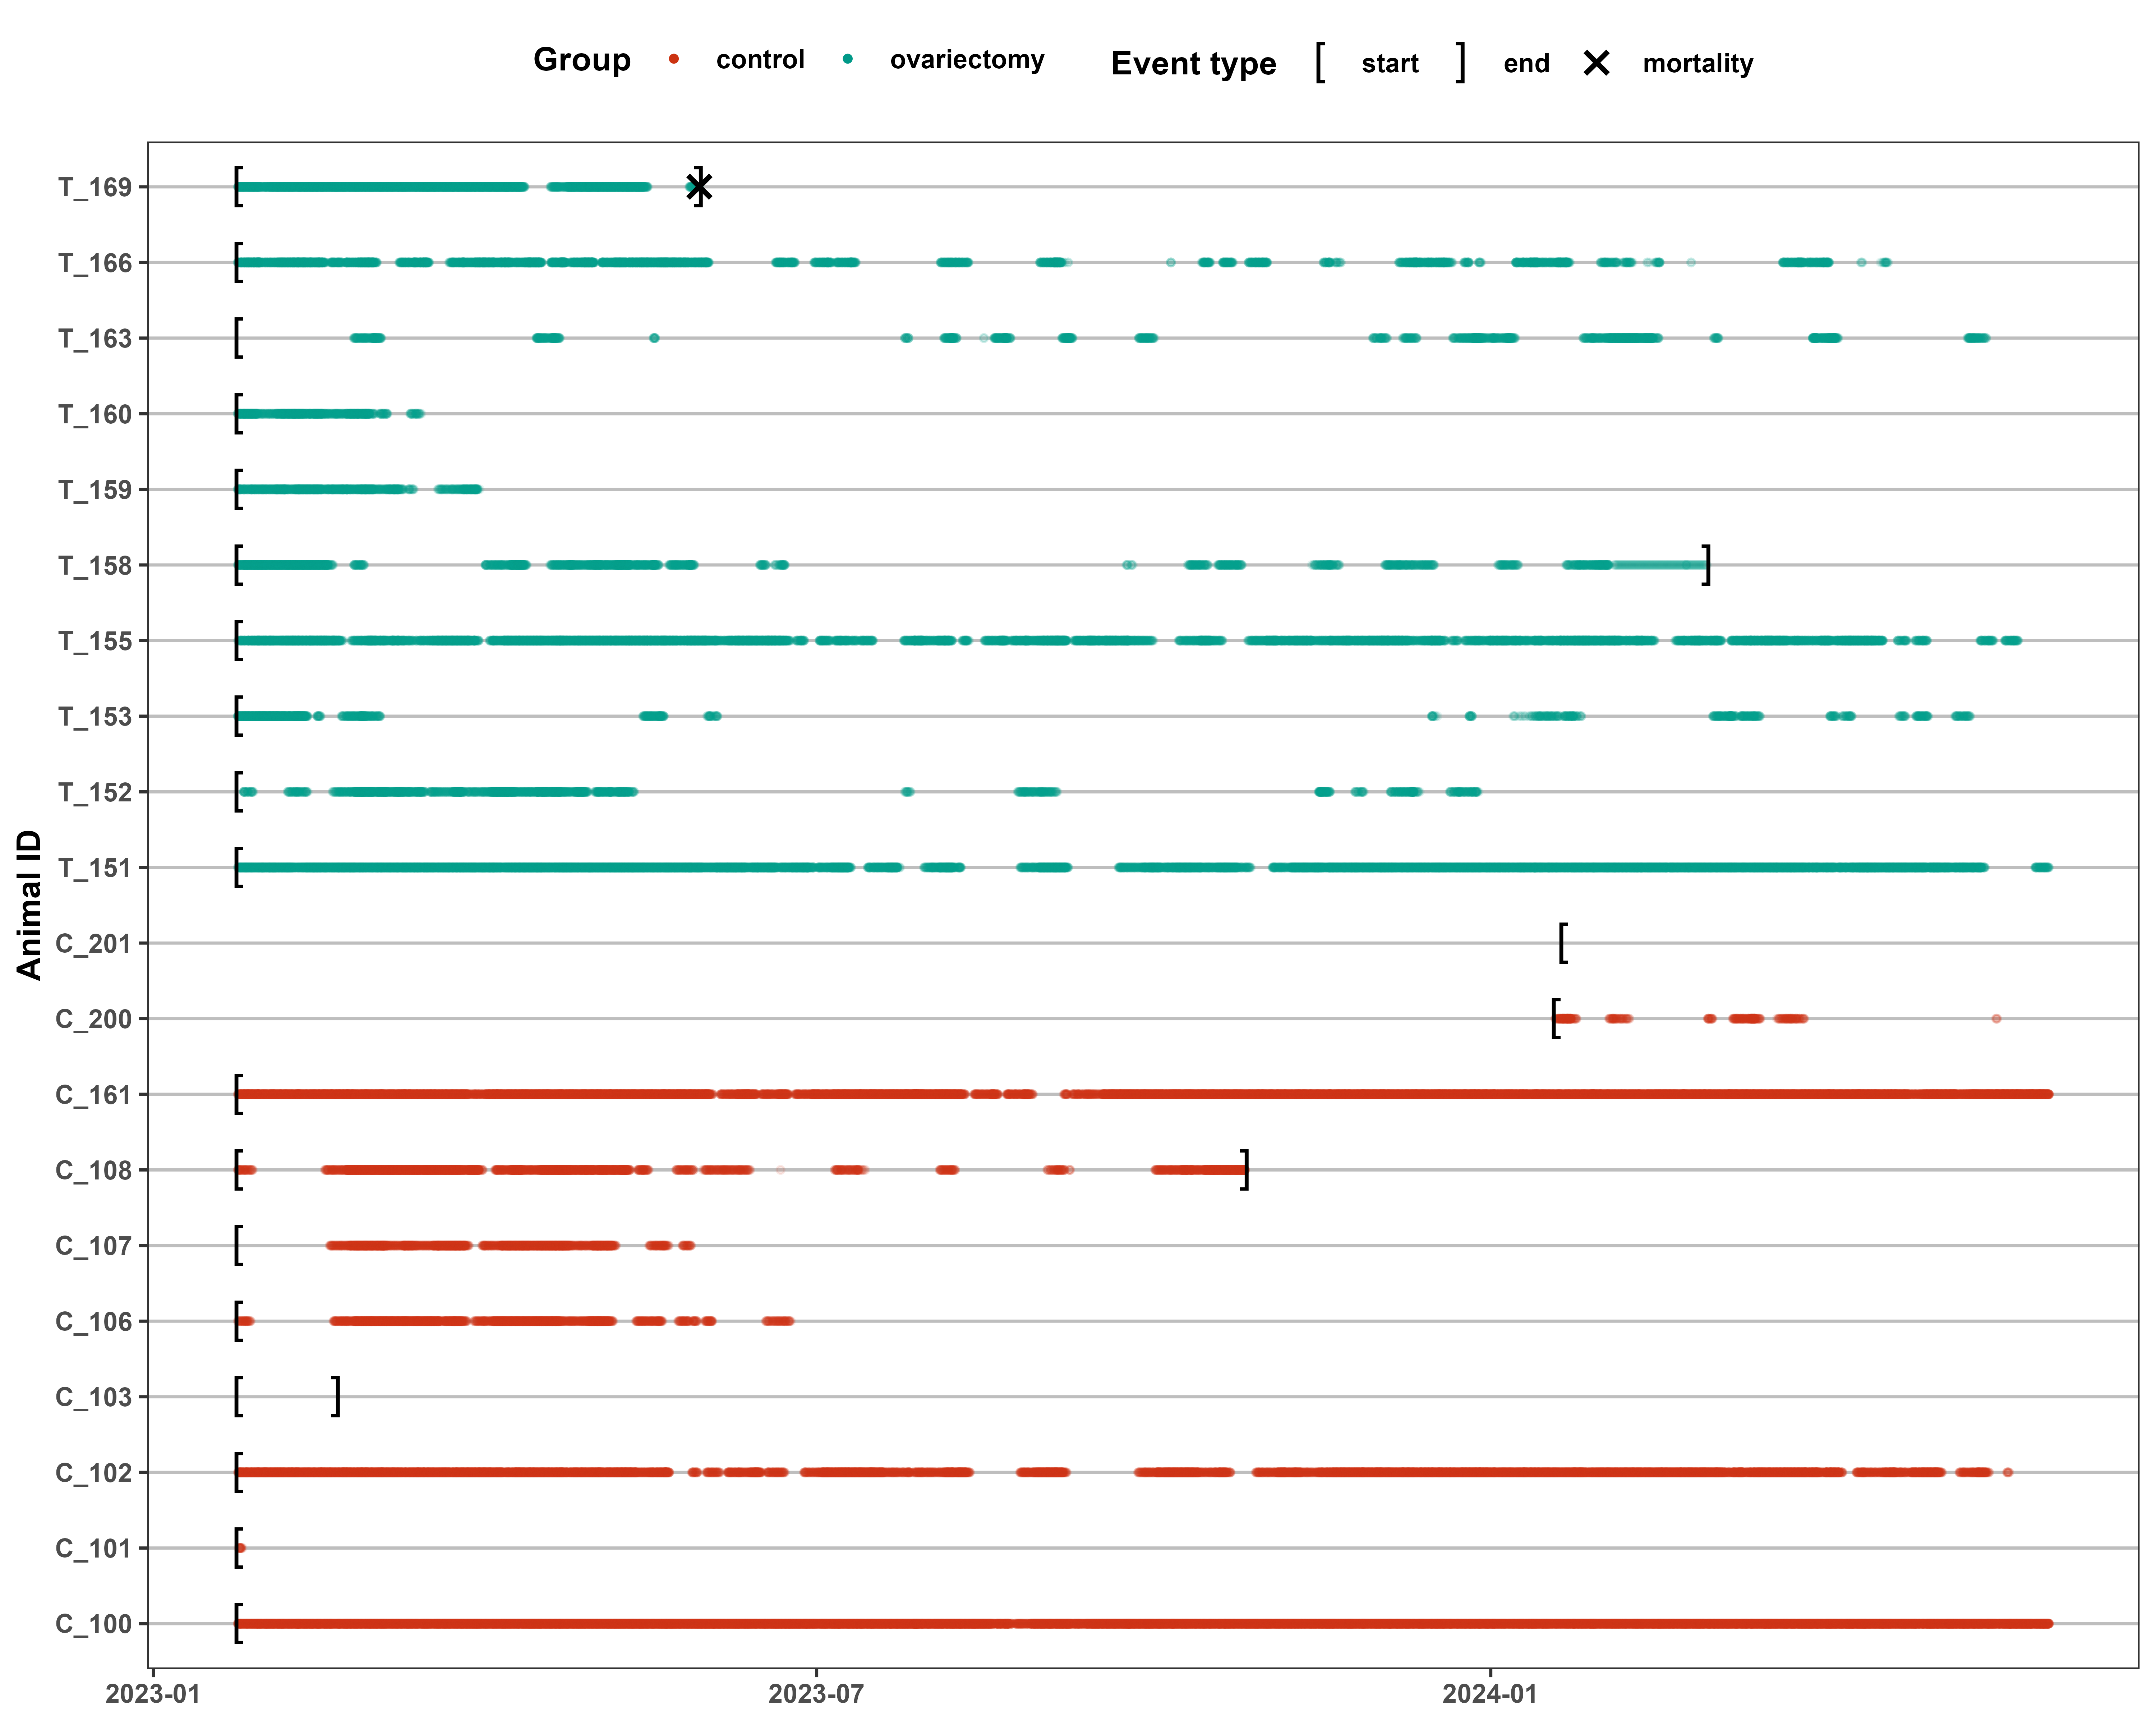 Group control ovariectomy Event type [ start ] end × mortality
T_169
T_166
T_163
T_160
T_159
T_158
T_155
T_153
T_152
T_151
C_201
C_200
C_161
C_108
C_107
C_106
C_103
C_102
C_101
C_100
Animal ID
2023-01 2023-07 2024-01